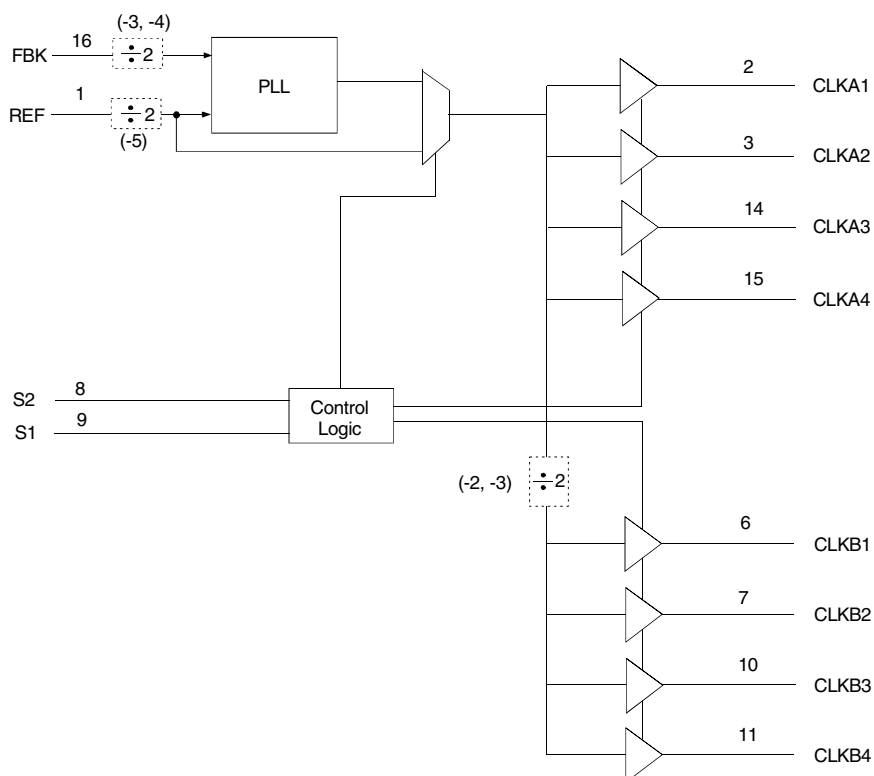 (-3, -4)
FBK 16 ÷2
PLL
REF 1 ÷2
(-5)
2 CLKA1
3 CLKA2
14 CLKA3
15 CLKA4
S2 8
S1 9
Control
Logic
(-2, -3) ÷2
6 CLKB1
7 CLKB2
10 CLKB3
11 CLKB4